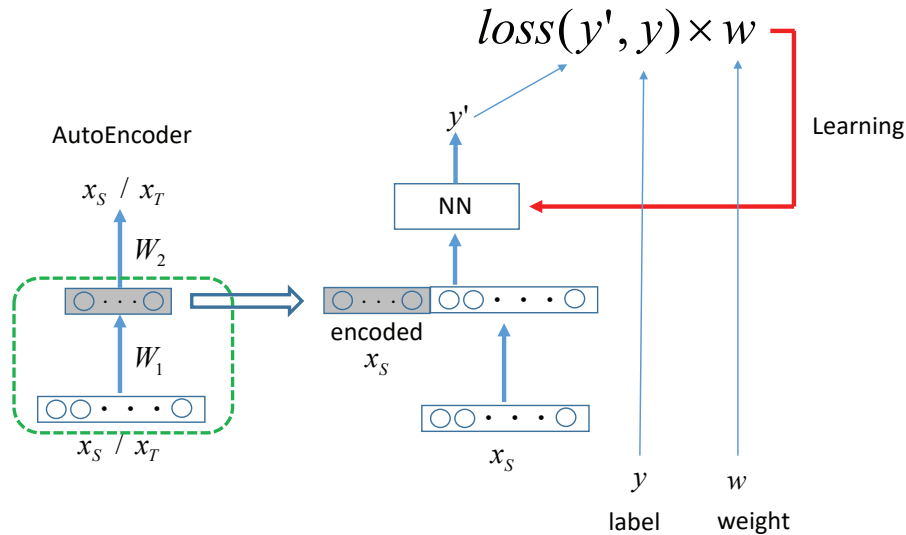 loss(y', y) × w
y'
Learning
AutoEncoder
x_S / x_T
NN
W_2
encoded
x_S
W_1
x_S / x_T
x_S
y
w
label
weight